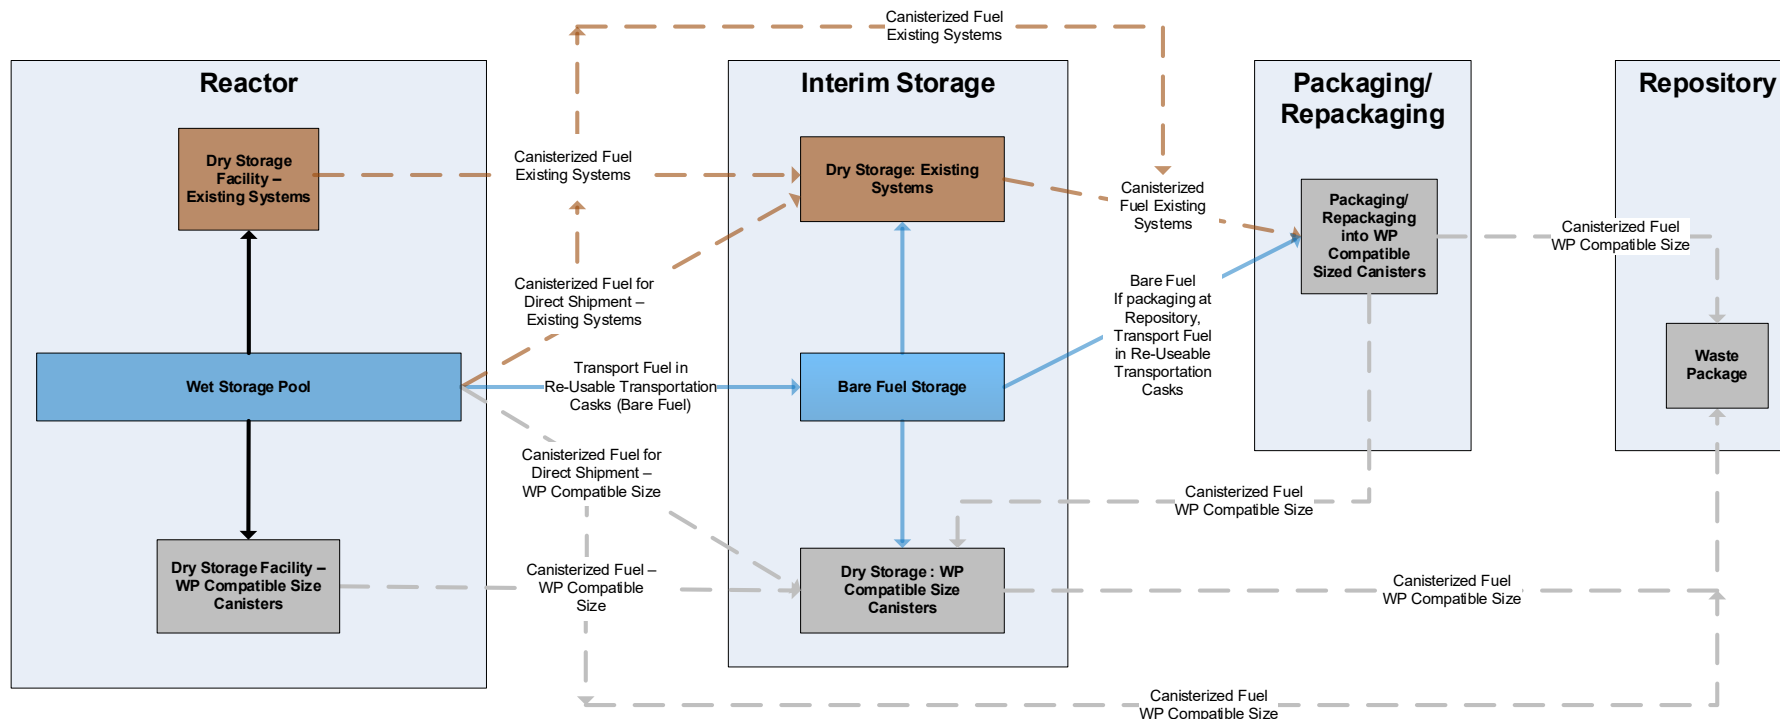 Canisterized Fuel
Existing Systems
Reactor
Interim Storage
Packaging/
Repackaging
Repository
Dry Storage
Facility –
Existing Systems
Canisterized Fuel
Existing Systems
Dry Storage: Existing
Systems
Canisterized
Fuel Existing
Systems
Packaging/
Repackaging
into WP
Compatible
Sized Canisters
Canisterized Fuel
WP Compatible Size
Canisterized Fuel for
Direct Shipment –
Existing Systems
Bare Fuel
If packaging at
Repository,
Transport Fuel
in Re-Useable
Transportation
Casks
Wet Storage Pool
Transport Fuel in
Re-Usable Transportation
Casks (Bare Fuel)
Bare Fuel Storage
Waste
Package
Canisterized Fuel for
Direct Shipment –
WP Compatible Size
Canisterized Fuel
WP Compatible Size
Dry Storage Facility –
WP Compatible Size
Canisters
Canisterized Fuel –
WP Compatible
Size
Dry Storage : WP
Compatible Size
Canisters
Canisterized Fuel
WP Compatible Size
Canisterized Fuel
WP Compatible Size